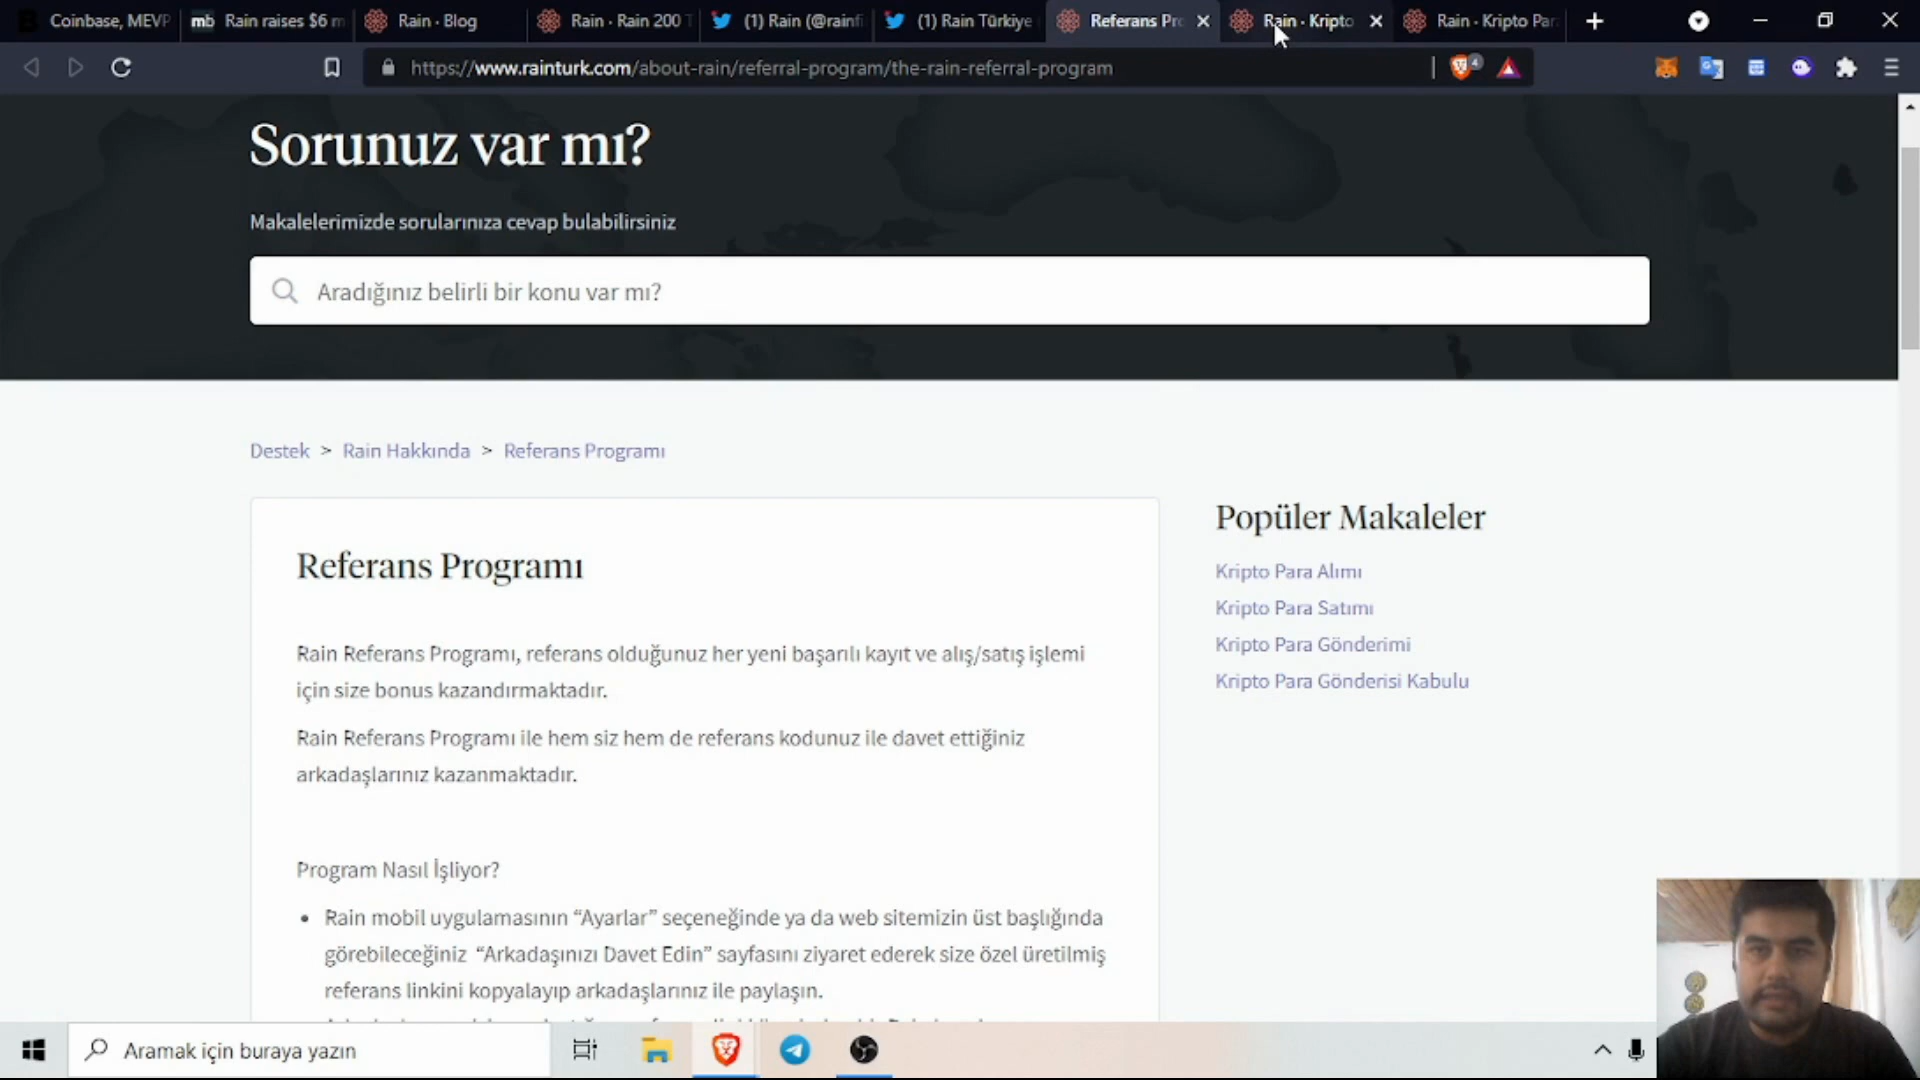 Coinbase, MEVP
mb Rain raises $6 m
Rain · Blog
Rain · Rain 200 T
(1) Rain (@rainfi
(1) Rain Türkiye
Referans Pro
Rain · Kripto
Rain · Kripto Par
https://www.rainturk.com/about-rain/referral-program/the-rain-referral-program
4
Sorunuz var mı?
Makalelerimizde sorularınıza cevap bulabilirsiniz
Aradığınız belirli bir konu var mı?
Destek > Rain Hakkında > Referans Programı
Referans Programı
Rain Referans Programı, referans olduğunuz her yeni başarılı kayıt ve alış/satış işlemi
için size bonus kazandırmaktadır.
Rain Referans Programı ile hem siz hem de referans kodunuz ile davet ettiğiniz
arkadaşlarınız kazanmaktadır.
Program Nasıl İşliyor?
• Rain mobil uygulamasının “Ayarlar” seçeneğinde ya da web sitemizin üst başlığında
görebileceğiniz “Arkadaşınızı Davet Edin” sayfasını ziyaret ederek size özel üretilmiş
referans linkini kopyalayıp arkadaşlarınız ile paylaşın.
Popüler Makaleler
Kripto Para Alımı
Kripto Para Satımı
Kripto Para Gönderimi
Kripto Para Gönderisi Kabulu
Aramak için buraya yazın